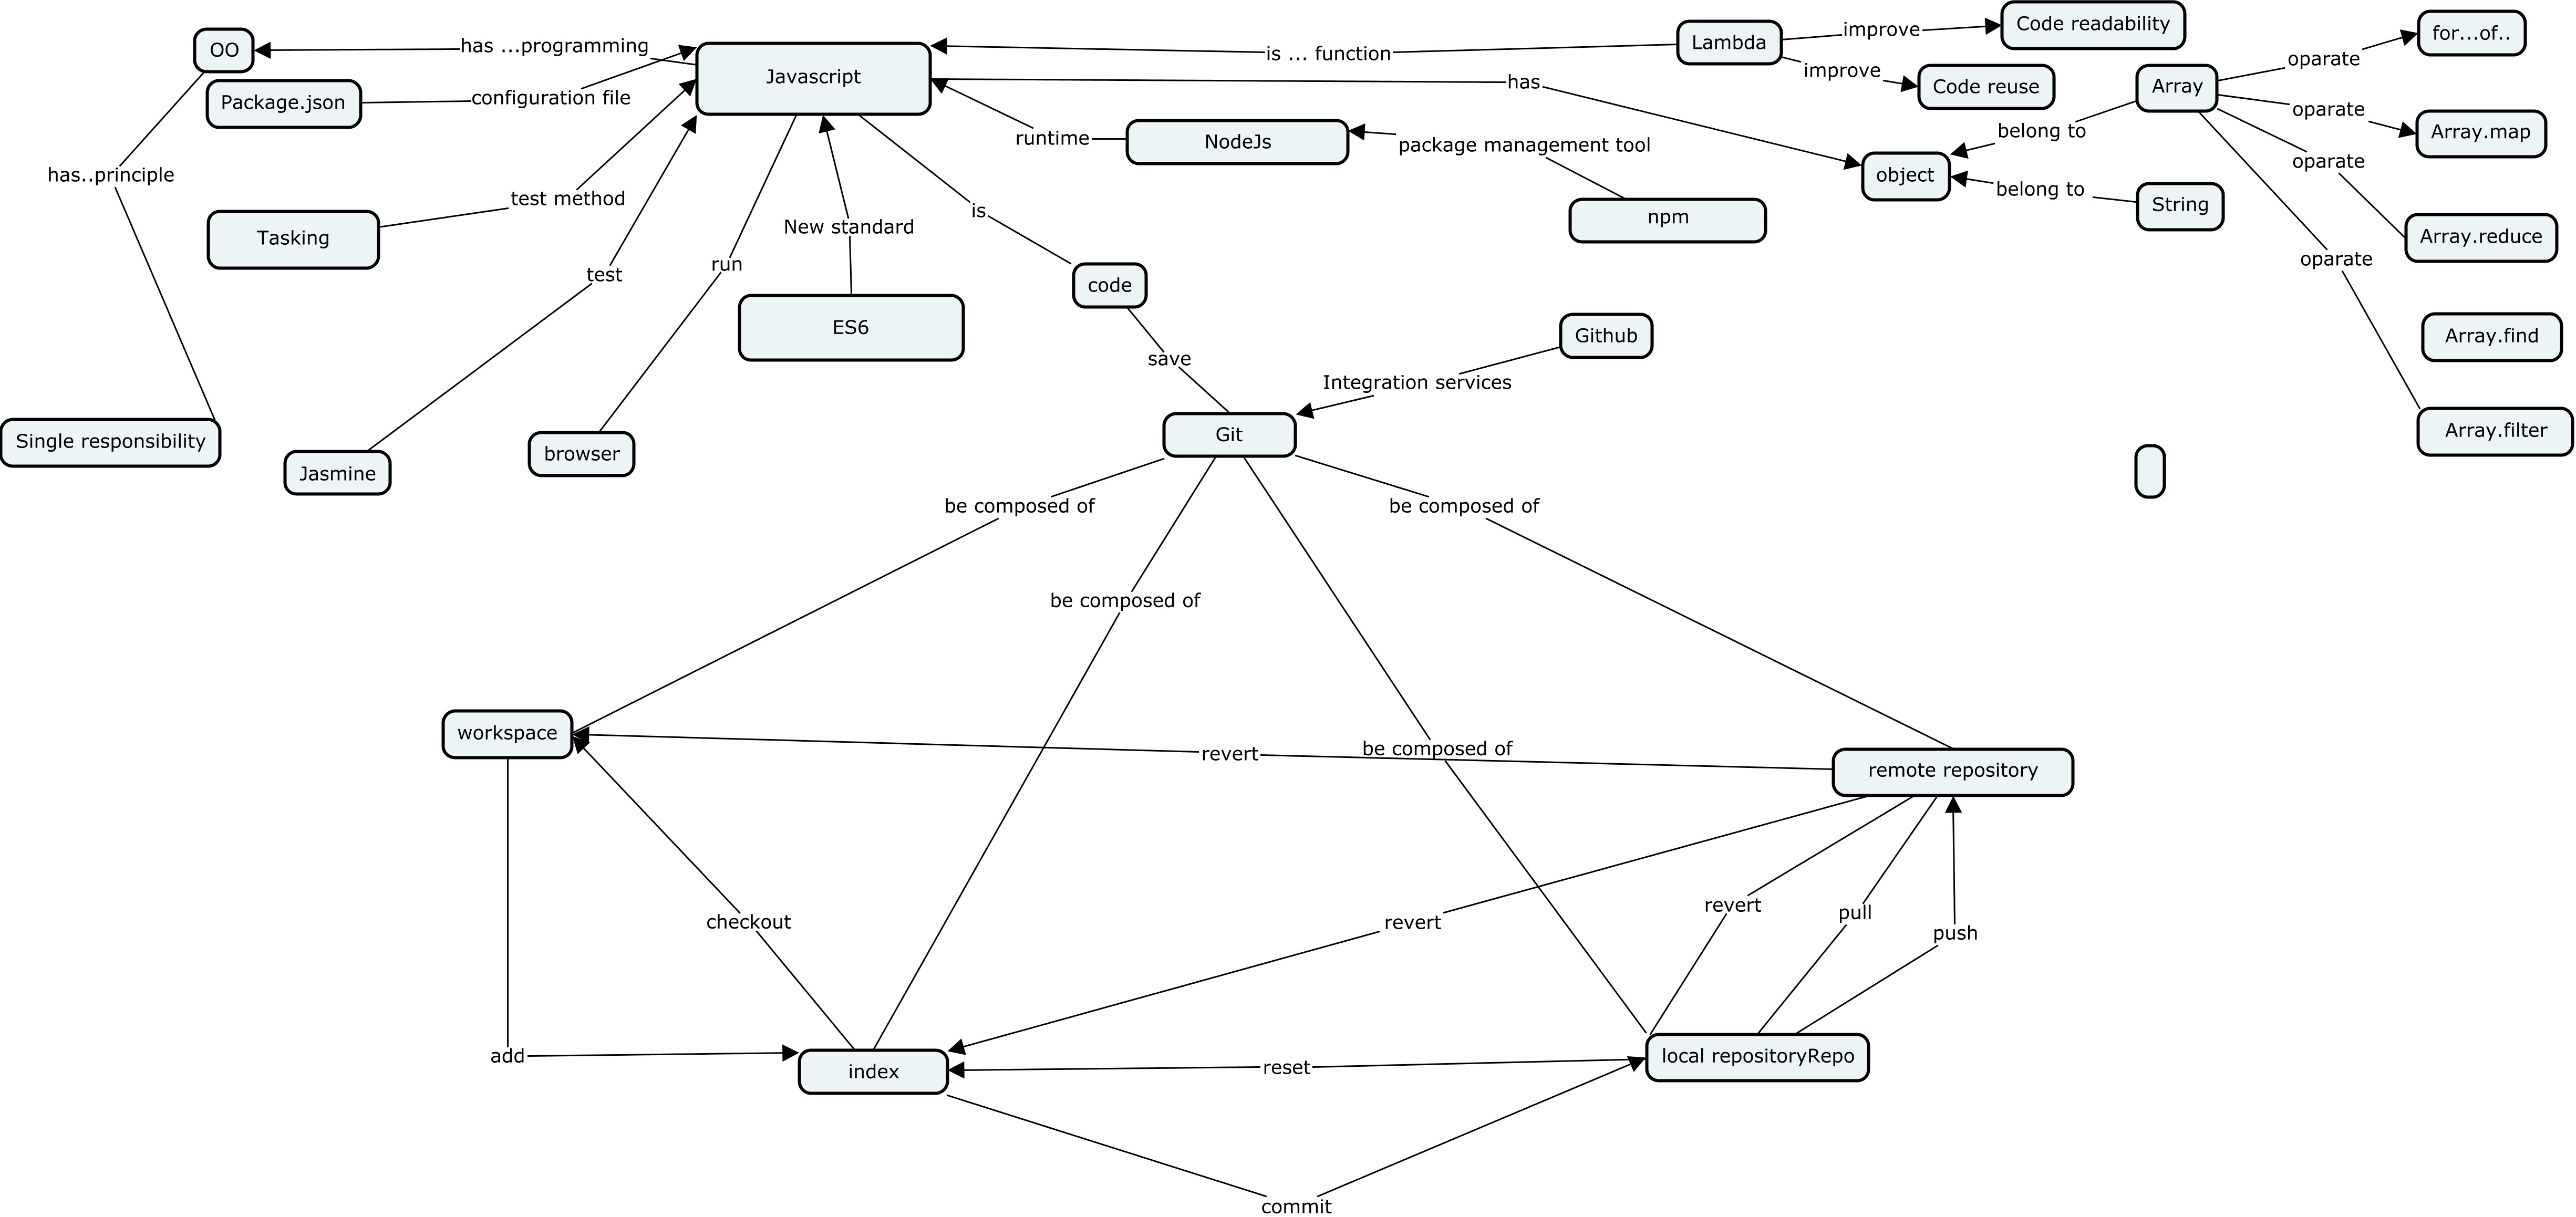 OO
has ...programming
Javascript
is ... function
Lambda
improve
Code readability
for...of..
Package.json
configuration file
has
improve
Code reuse
Array
oparate
oparate
Array.map
runtime
NodeJs
package management tool
belong to
object
oparate
has..principle
test method
npm
belong to
String
Array.reduce
Tasking
New standard
is
oparate
test
run
code
ES6
Github
Array.find
save
Integration services
Single responsibility
Git
Array.filter
Jasmine
browser
be composed of
be composed of
be composed of
workspace
revert
be composed of
remote repository
checkout
revert
revert
pull
push
add
index
reset
local repositoryRepo
commit